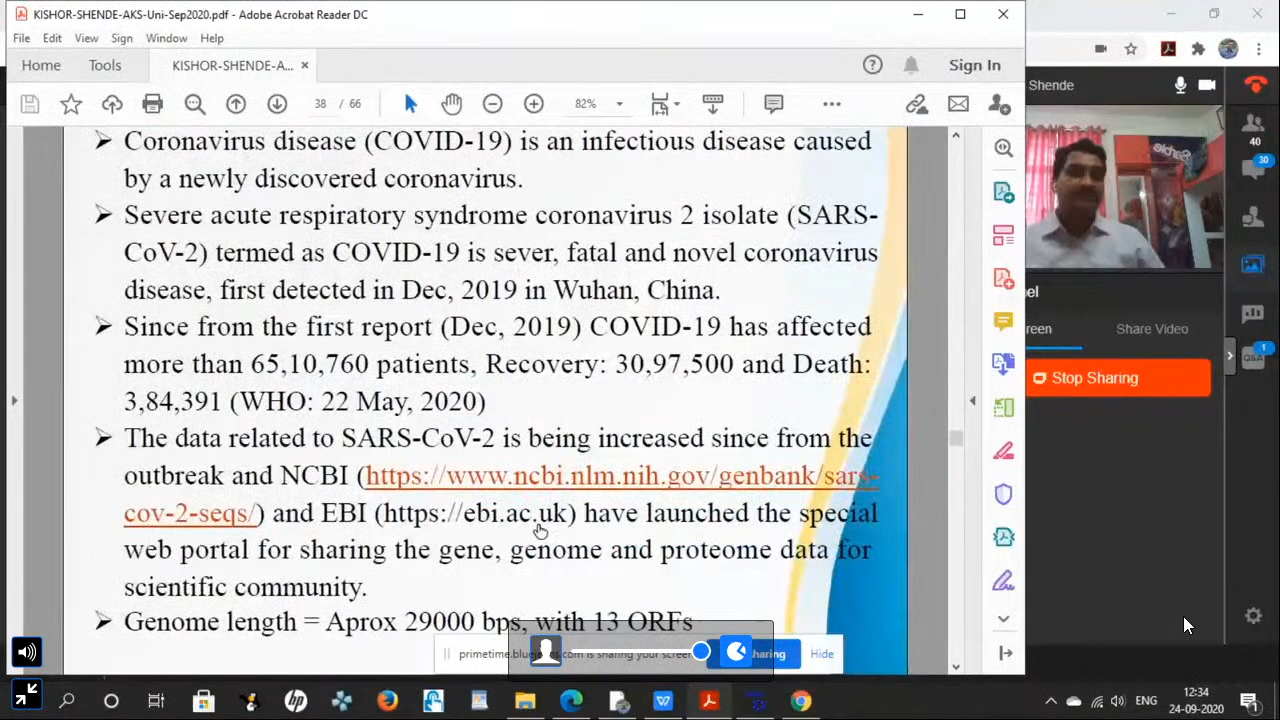 KISHOR-SHENDE-AKS-Uni-Sep2020.pdf - Adobe Acrobat Reader DC
File Edit View Sign Window Help
Home Tools KISHOR-SHENDE-A... × Sign In
38 / 66 82%
Shende
40
30
Coronavirus disease (COVID-19) is an infectious disease caused
by a newly discovered coronavirus.
Severe acute respiratory syndrome coronavirus 2 isolate (SARS-
CoV-2) termed as COVID-19 is sever, fatal and novel coronavirus
disease, first detected in Dec, 2019 in Wuhan, China.
Since from the first report (Dec, 2019) COVID-19 has affected
more than 65,10,760 patients, Recovery: 30,97,500 and Death:
3,84,391 (WHO: 22 May, 2020)
The data related to SARS-CoV-2 is being increased since from the
outbreak and NCBI (https://www.ncbi.nlm.nih.gov/genbank/sars-
cov-2-seqs/) and EBI (https://ebi.ac.uk) have launched the special
web portal for sharing the gene, genome and proteome data for
scientific community.
Genome length = Aprox 29000 bps, with 13 ORFs
Share Video
Stop Sharing
1
Q&A
is sharing your screen
Hide
hp
ENG
12:34
24-09-2020
1